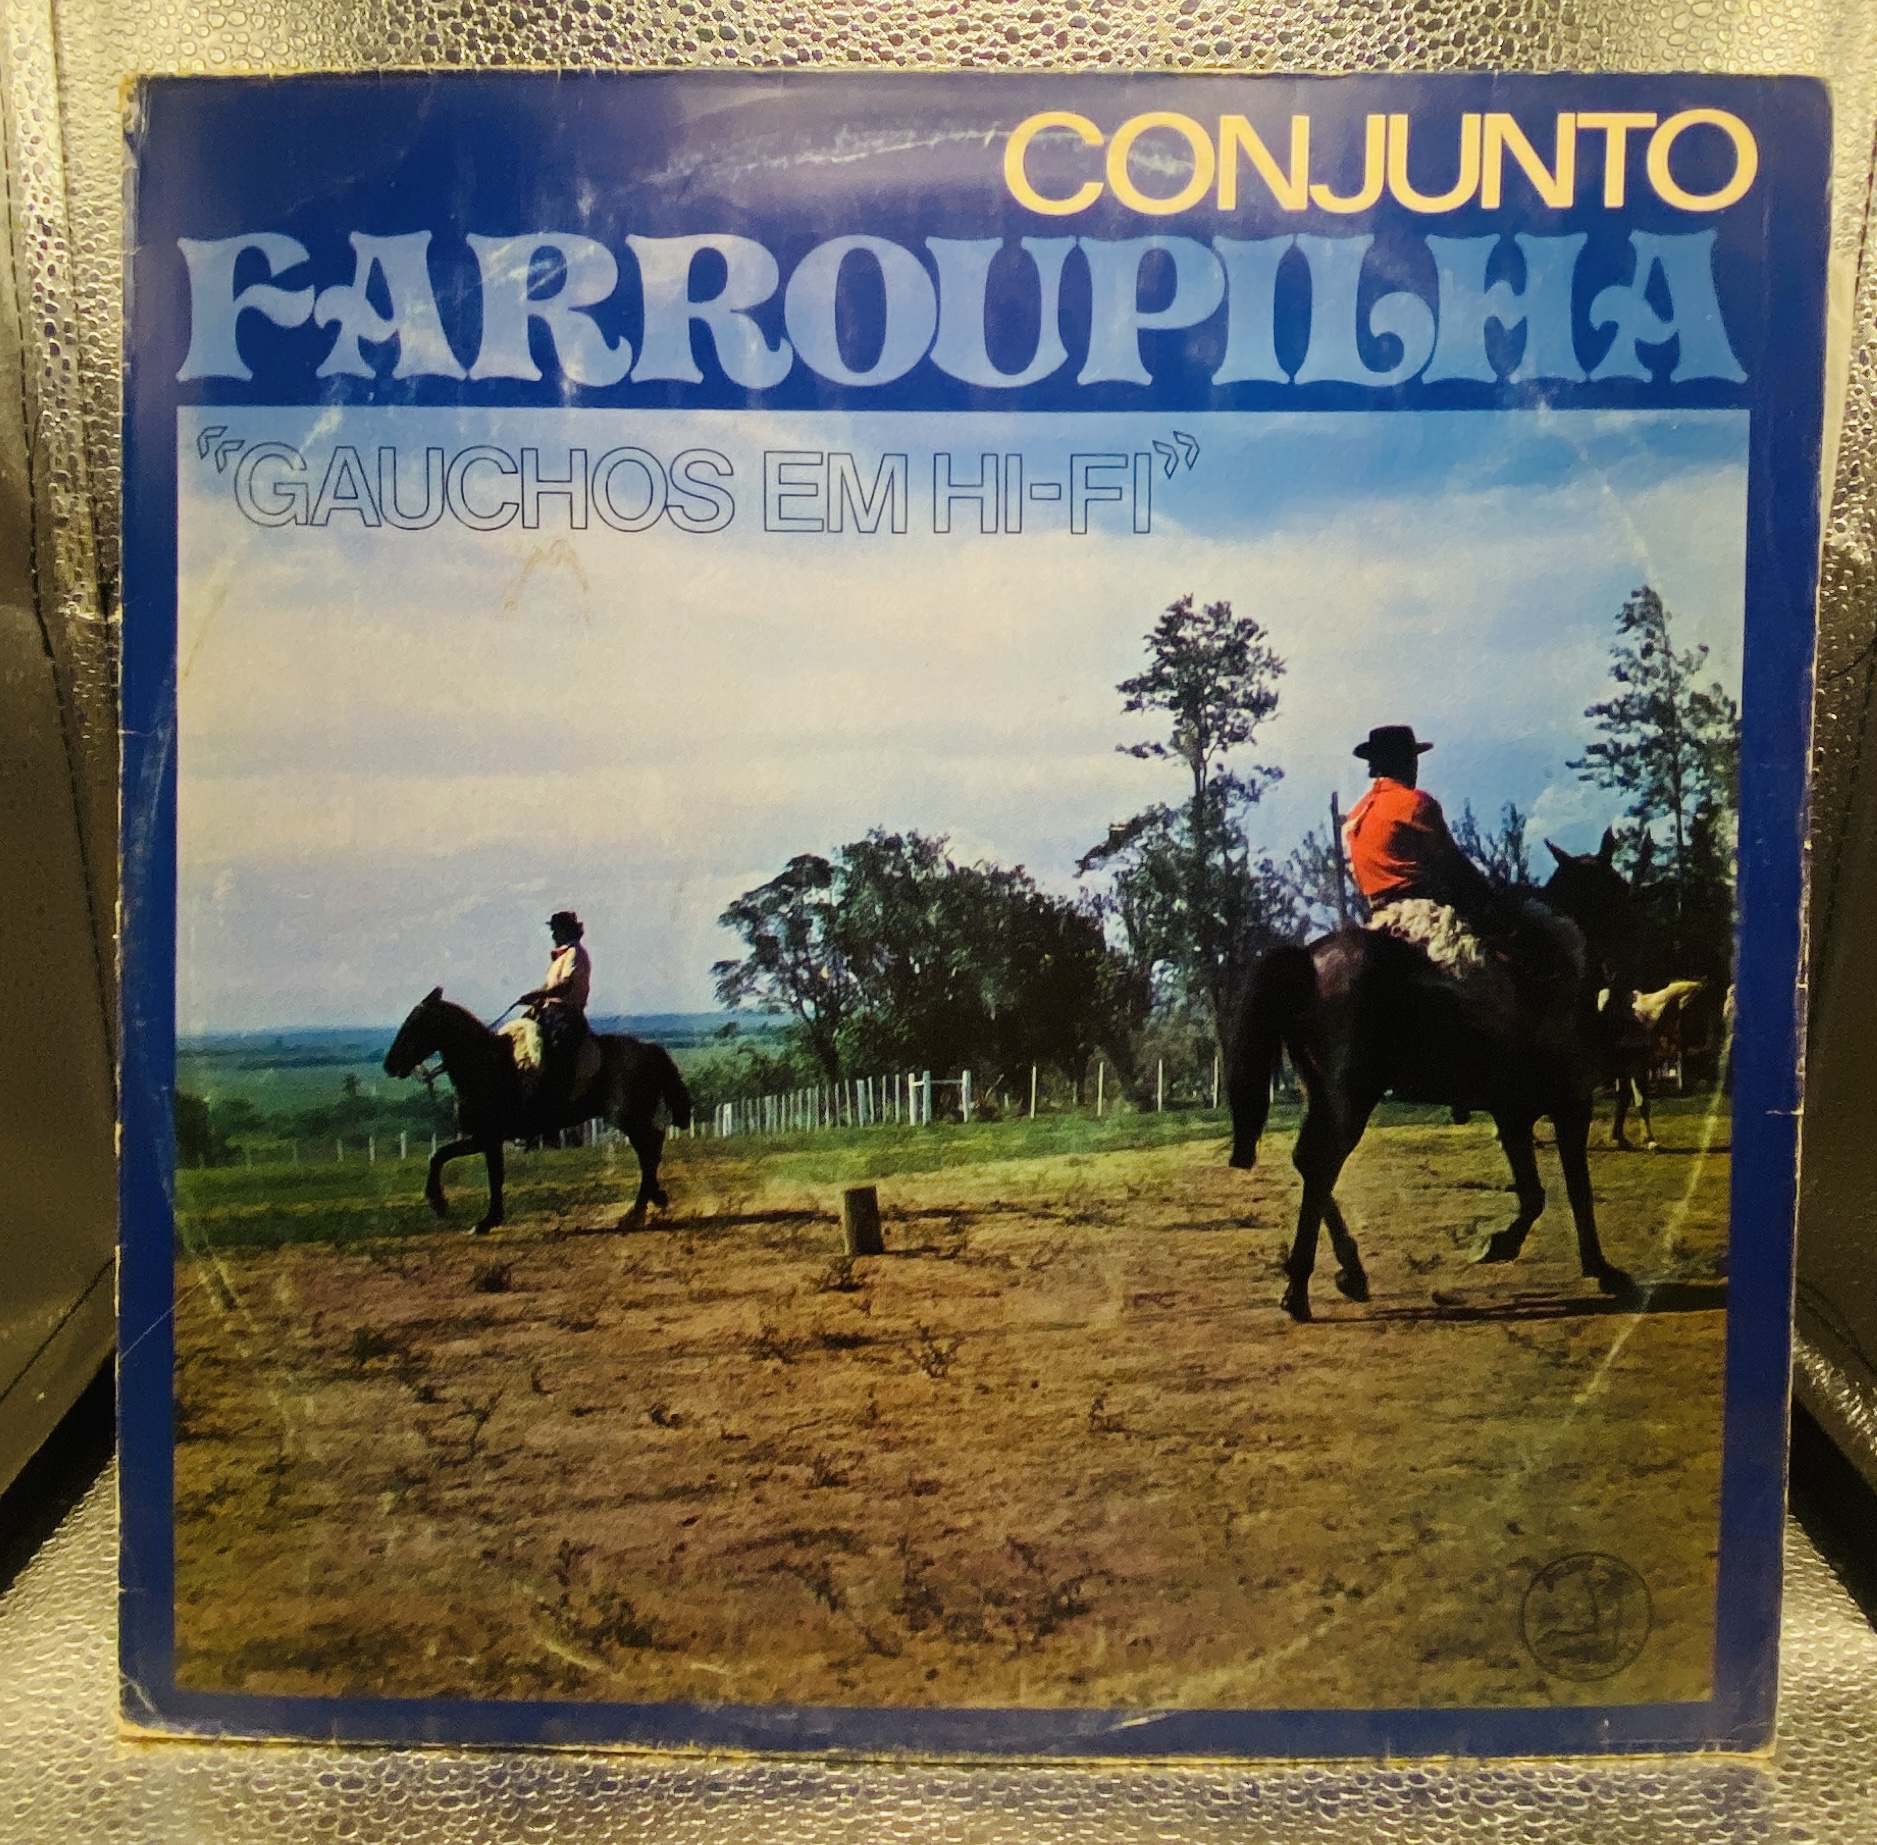 CONJUNTO
FARROUPILHA
“GAUCHOS EM HI-FI”